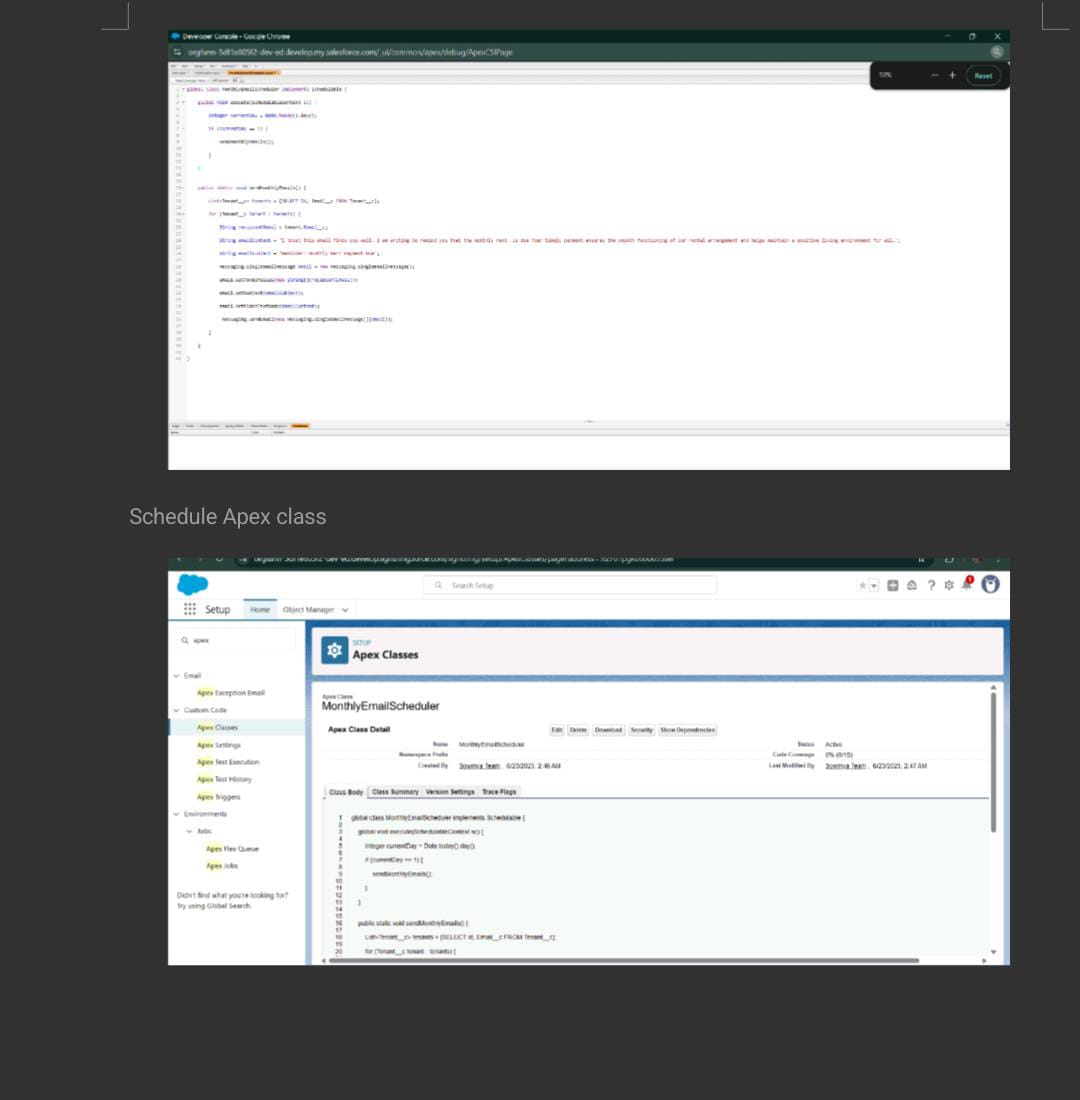 Developer Console - Google Chrome
orgfarm-5df1e805f2-dev-ed.develop.my.salesforce.com/_ui/common/apex/debug/ApexCSIPage
50%
Reset
global class MonthlyEmailScheduler implements Schedulable {
global void execute(SchedulableContext sc) {
Integer currentDay = Date.today().day();
if (currentDay == 1) {
sendMonthlyEmails();
}
}
public static void sendMonthlyEmails() {
List<Tenant__c> tenants = [SELECT Id, Email__c FROM Tenant__c];
for (Tenant__c tenant : tenants) {
String recipientEmail = tenant.Email__c;
String emailContent = 'I trust this email finds you well. I am writing to remind you that the monthly rent is due Your timely payment ensures the smooth functioning of our rental arrangement and helps maintain a positive living environment for all.';
String emailSubject = 'Reminder: Monthly Rent Payment Due';
Messaging.SingleEmailMessage email = new Messaging.SingleEmailMessage();
email.setToAddresses(new String[]{recipientEmail});
email.setSubject(emailSubject);
email.setPlainTextBody(emailContent);
Messaging.sendEmail(new Messaging.SingleEmailMessage[]{email});
}
}
}
Schedule Apex class
Search Setup
Setup
Home
Object Manager
apex
SETUP
Apex Classes
Email
Apex Exception Email
Custom Code
Apex Classes
Apex Settings
Apex Test Execution
Apex Test History
Apex Triggers
Environments
Jobs
Apex Flex Queue
Apex Jobs
Didn't find what you're looking for?
Try using Global Search.
Apex Class
MonthlyEmailScheduler
Apex Class Detail
Edit Delete Download Security Show Dependencies
Name MonthlyEmailScheduler Status Active
Namespace Prefix Code Coverage 0% (0/15)
Created By Sowmya Team, 6/23/2025, 2:46 AM Last Modified By Sowmya Team, 6/23/2025, 2:47 AM
Class Body Class Summary Version Settings Trace Flags
1 global class MonthlyEmailScheduler implements Schedulable {
2
3 global void execute(SchedulableContext sc) {
4
5 Integer currentDay = Date.today().day();
6
7 if (currentDay == 1) {
8
9 sendMonthlyEmails();
10
11 }
12
13 }
14
15
16 public static void sendMonthlyEmails() {
17
18 List<Tenant__c> tenants = [SELECT Id, Email__c FROM Tenant__c];
19
20 for (Tenant__c tenant : tenants) {